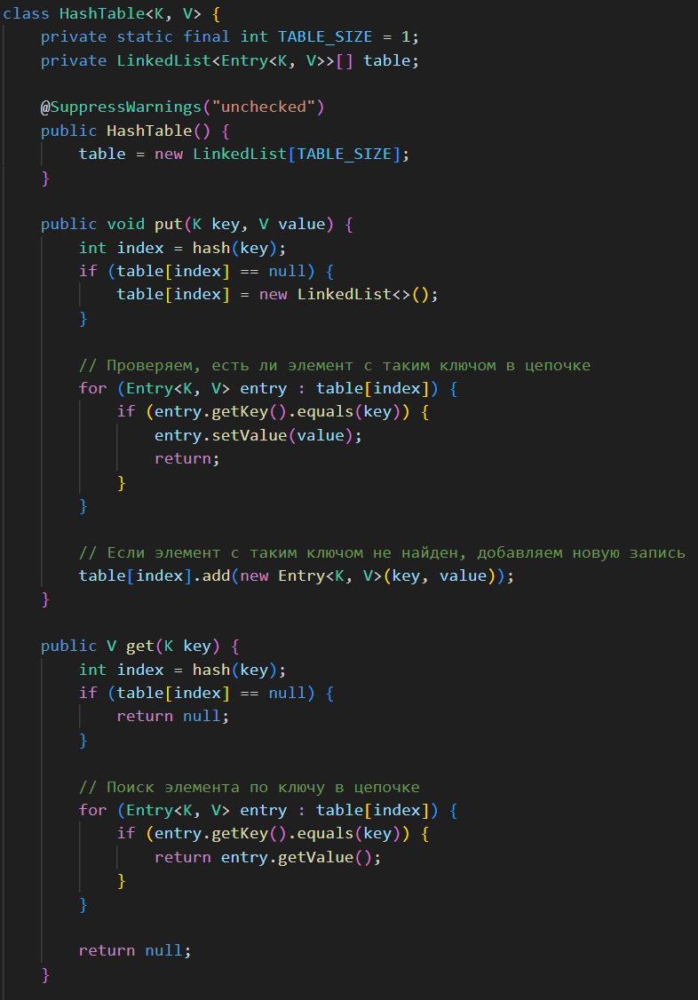 class HashTable<K, V> {
    private static final int TABLE_SIZE = 1;
    private LinkedList<Entry<K, V>>[] table;

    @SuppressWarnings("unchecked")
    public HashTable() {
        table = new LinkedList[TABLE_SIZE];
    }

    public void put(K key, V value) {
        int index = hash(key);
        if (table[index] == null) {
            table[index] = new LinkedList<>();
        }

        // Проверяем, есть ли элемент с таким ключом в цепочке
        for (Entry<K, V> entry : table[index]) {
            if (entry.getKey().equals(key)) {
                entry.setValue(value);
                return;
            }
        }

        // Если элемент с таким ключом не найден, добавляем новую запись
        table[index].add(new Entry<K, V>(key, value));
    }

    public V get(K key) {
        int index = hash(key);
        if (table[index] == null) {
            return null;
        }

        // Поиск элемента по ключу в цепочке
        for (Entry<K, V> entry : table[index]) {
            if (entry.getKey().equals(key)) {
                return entry.getValue();
            }
        }

        return null;
    }